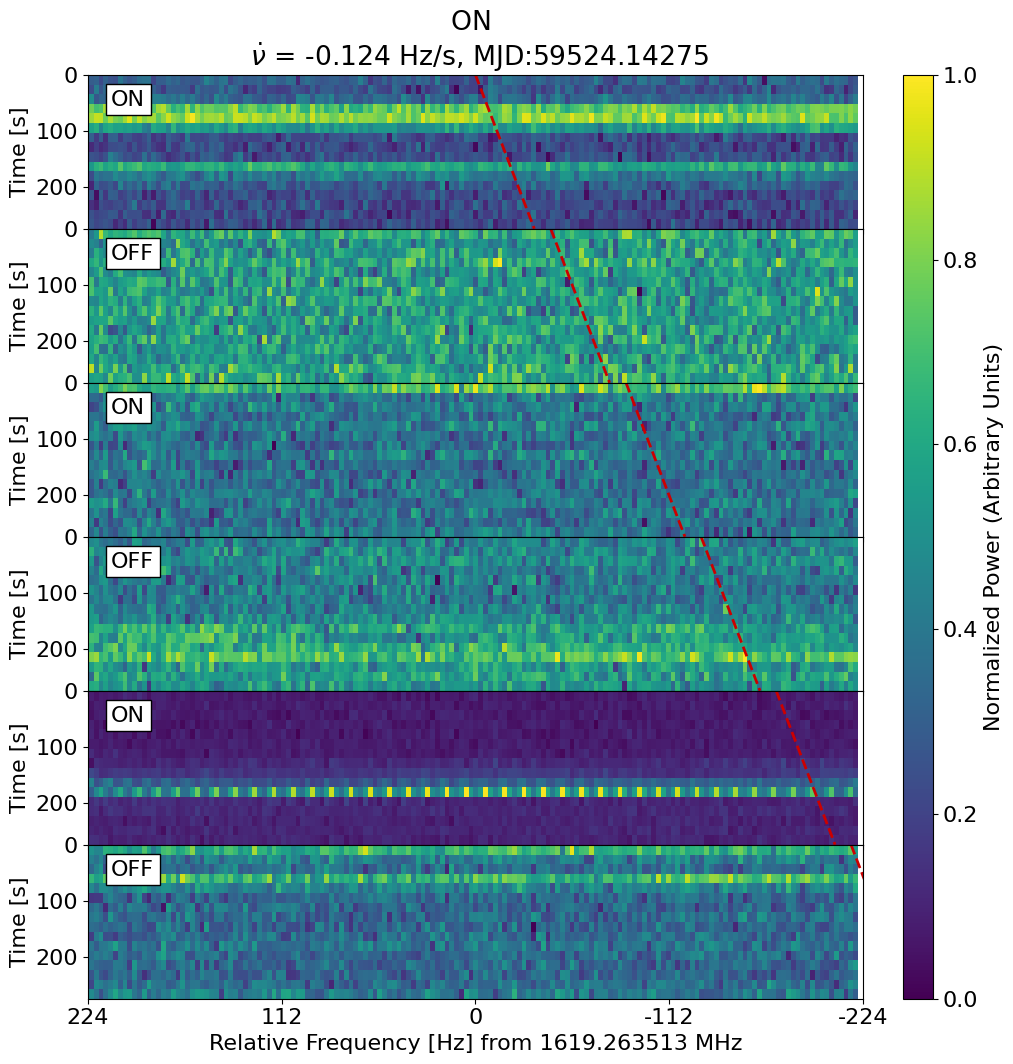 ON
ν̇ = -0.124 Hz/s, MJD:59524.14275
0
ON
100
Time [s]
200
0
OFF
100
Time [s]
200
0
ON
100
Time [s]
200
0
OFF
100
Time [s]
200
0
ON
100
Time [s]
200
0
OFF
100
Time [s]
200
224 112 0 -112 -224
Relative Frequency [Hz] from 1619.263513 MHz
1.0
0.8
0.6
0.4
0.2
0.0
Normalized Power (Arbitrary Units)